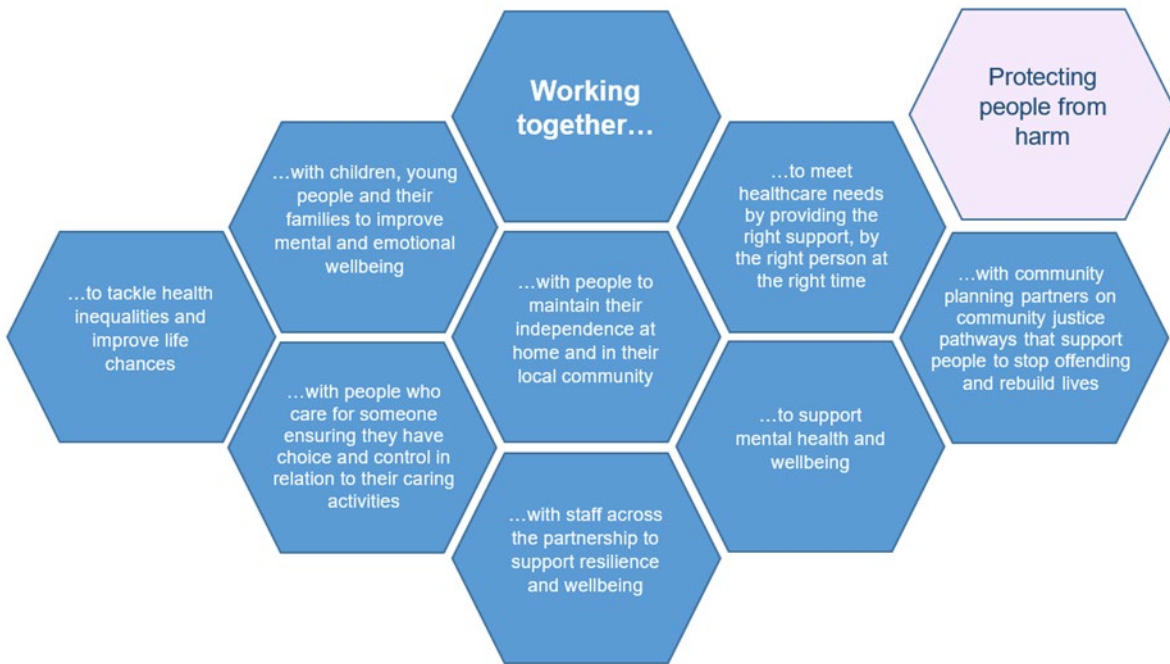 Working
together…
Protecting
people from
harm
…with children, young
people and their
families to improve
mental and emotional
wellbeing
…to meet
healthcare needs
by providing the
right support, by
the right person at
the right time
…to tackle health
inequalities and
improve life
chances
…with people to
maintain their
independence at
home and in their
local community
…with community
planning partners on
community justice
pathways that support
people to stop offending
and rebuild lives
…with people who
care for someone
ensuring they have
choice and control in
relation to their caring
activities
…to support
mental health and
wellbeing
…with staff across
the partnership to
support resilience
and wellbeing